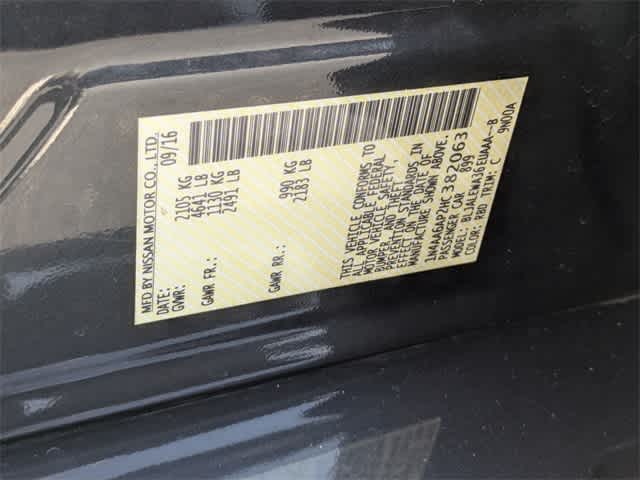 MFD BY NISSAN MOTOR CO., LTD.
DATE: 09/16
GVWR: 2105 KG
4641 LB
GAWR FR.: 1130 KG
2491 LB
GAWR RR.: 990 KG
2183 LB
THIS VEHICLE CONFORMS TO
ALL APPLICABLE FEDERAL
MOTOR VEHICLE SAFETY,
BUMPER, AND THEFT
PREVENTION STANDARDS IN
EFFECT ON THE DATE OF
MANUFACTURE SHOWN ABOVE.
1N4AA6AP7HC 382063
PASSENGER CAR 899
COLOR: RBD TRIM: C 9N00A